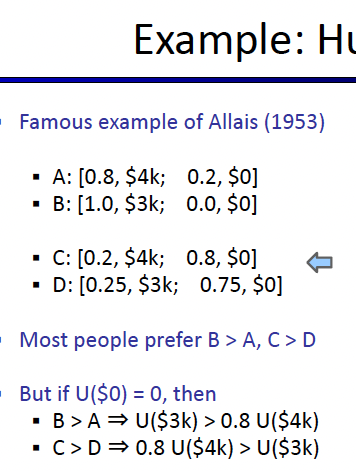 Example: Hu
Famous example of Allais (1953)
▪ A: [0.8, $4k; 0.2, $0]
▪ B: [1.0, $3k; 0.0, $0]
▪ C: [0.2, $4k; 0.8, $0]
▪ D: [0.25, $3k; 0.75, $0]
Most people prefer B > A, C > D
But if U($0) = 0, then
▪ B > A ⇒ U($3k) > 0.8 U($4k)
▪ C > D ⇒ 0.8 U($4k) > U($3k)